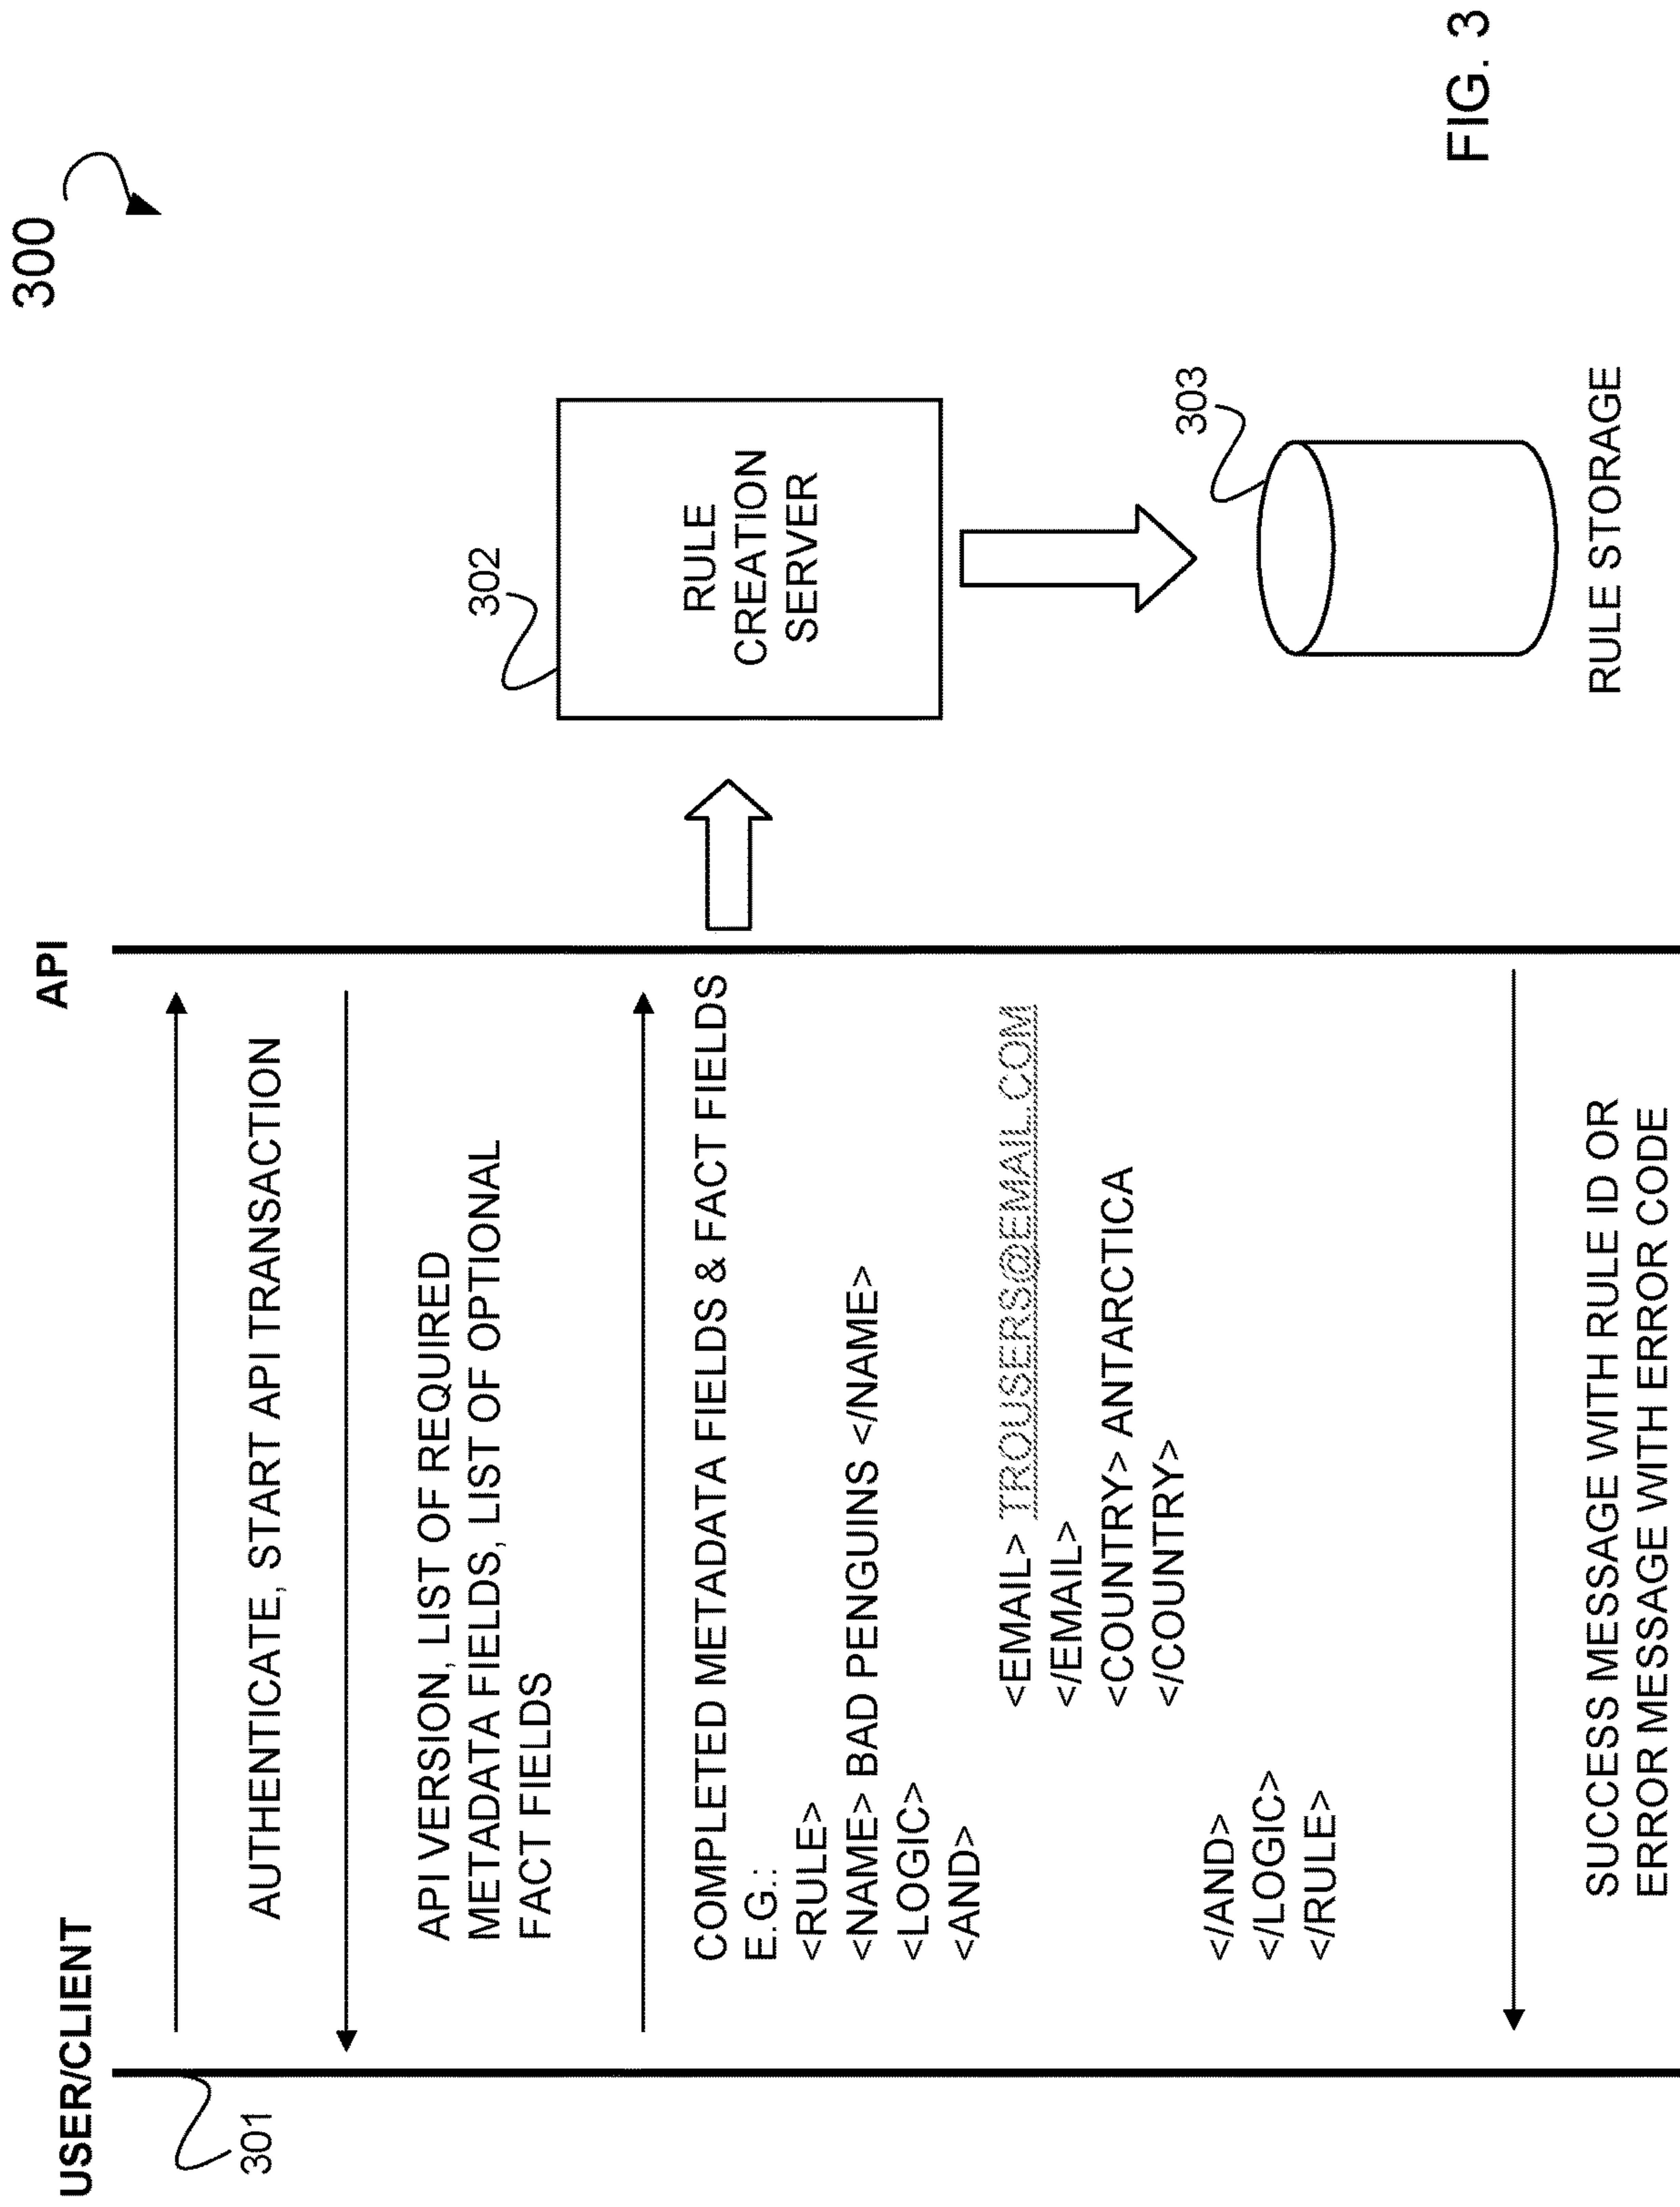 300
USER/CLIENT
API
301
AUTHENTICATE, START API TRANSACTION
API VERSION, LIST OF REQUIRED
METADATA FIELDS, LIST OF OPTIONAL
FACT FIELDS
COMPLETED METADATA FIELDS & FACT FIELDS
E.G.:
<RULE>
<NAME> BAD PENGUINS </NAME>
<LOGIC>
<AND>
<EMAIL> TROUSERS@EMAIL.COM
</EMAIL>
<COUNTRY> ANTARCTICA
</COUNTRY>
</AND>
</LOGIC>
</RULE>
SUCCESS MESSAGE WITH RULE ID OR
ERROR MESSAGE WITH ERROR CODE
302
RULE
CREATION
SERVER
303
RULE STORAGE
FIG. 3